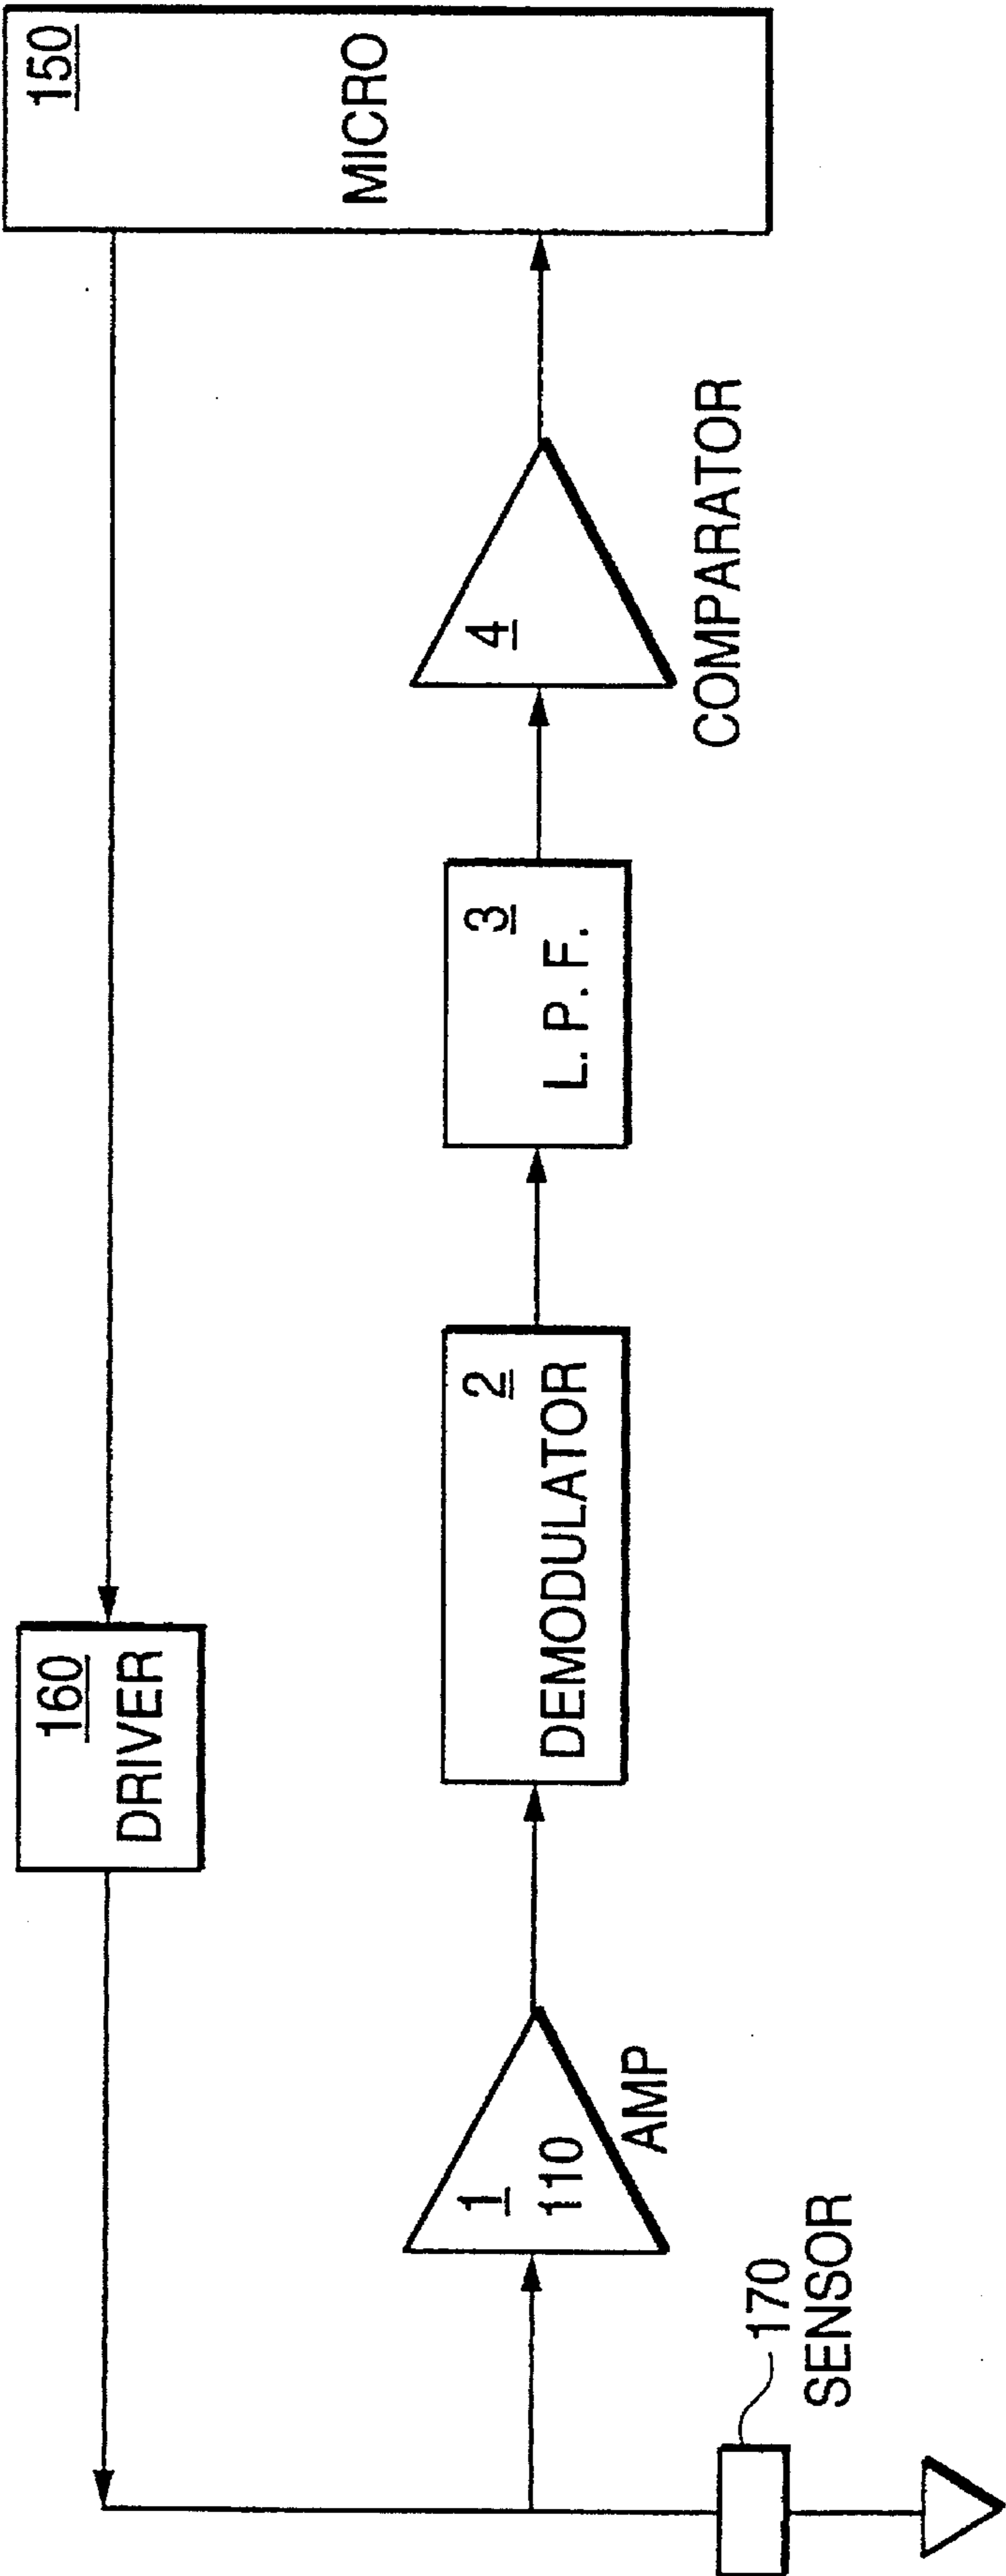 160
DRIVER
150
MICRO
1
110
AMP
2
DEMODULATOR
3
L. P. F.
4
COMPARATOR
170
SENSOR